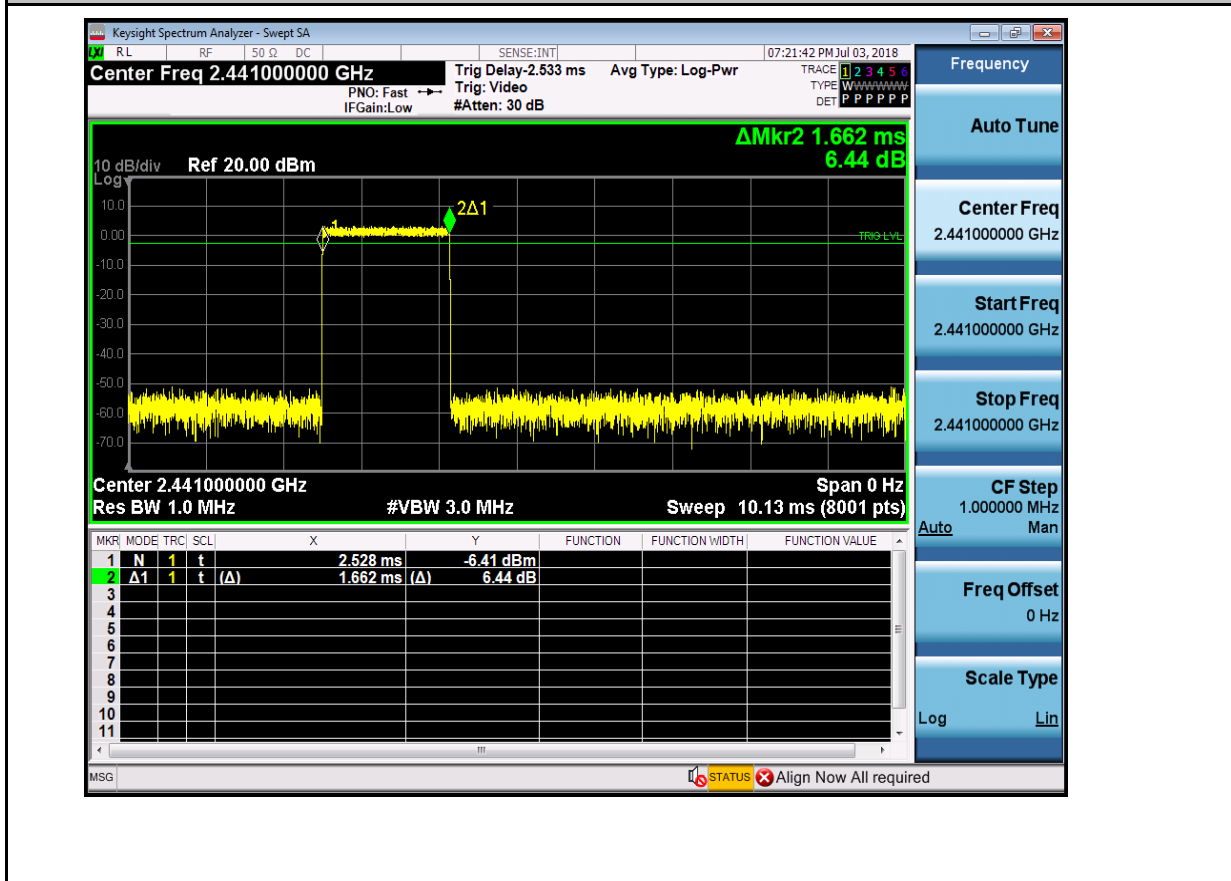 Keysight Spectrum Analyzer - Swept SA
LXI RL RF 50 Ω DC SENSE:INT 07:21:42 PM Jul 03, 2018
Center Freq 2.441000000 GHz
PNO: Fast
IFGain:Low
Trig Delay-2.533 ms
Trig: Video
#Atten: 30 dB
Avg Type: Log-Pwr
TRACE 1 2 3 4 5 6
TYPE WWWWWW
DET P P P P P P
ΔMkr2 1.662 ms
6.44 dB
10 dB/div
Log
Ref 20.00 dBm
10.0
0.00
-10.0
-20.0
-30.0
-40.0
-50.0
-60.0
-70.0
1
2Δ1
TRIG LVL
Center 2.441000000 GHz
Span 0 Hz
Res BW 1.0 MHz
#VBW 3.0 MHz
Sweep 10.13 ms (8001 pts)
MKR MODE TRC SCL X Y FUNCTION FUNCTION WIDTH FUNCTION VALUE
1 N 1 t 2.528 ms -6.41 dBm
2 Δ1 1 t (Δ) 1.662 ms (Δ) 6.44 dB
3
4
5
6
7
8
9
10
11
MSG
STATUS
Align Now All required
Frequency
Auto Tune
Center Freq
2.441000000 GHz
Start Freq
2.441000000 GHz
Stop Freq
2.441000000 GHz
CF Step
1.000000 MHz
Auto Man
Freq Offset
0 Hz
Scale Type
Log Lin